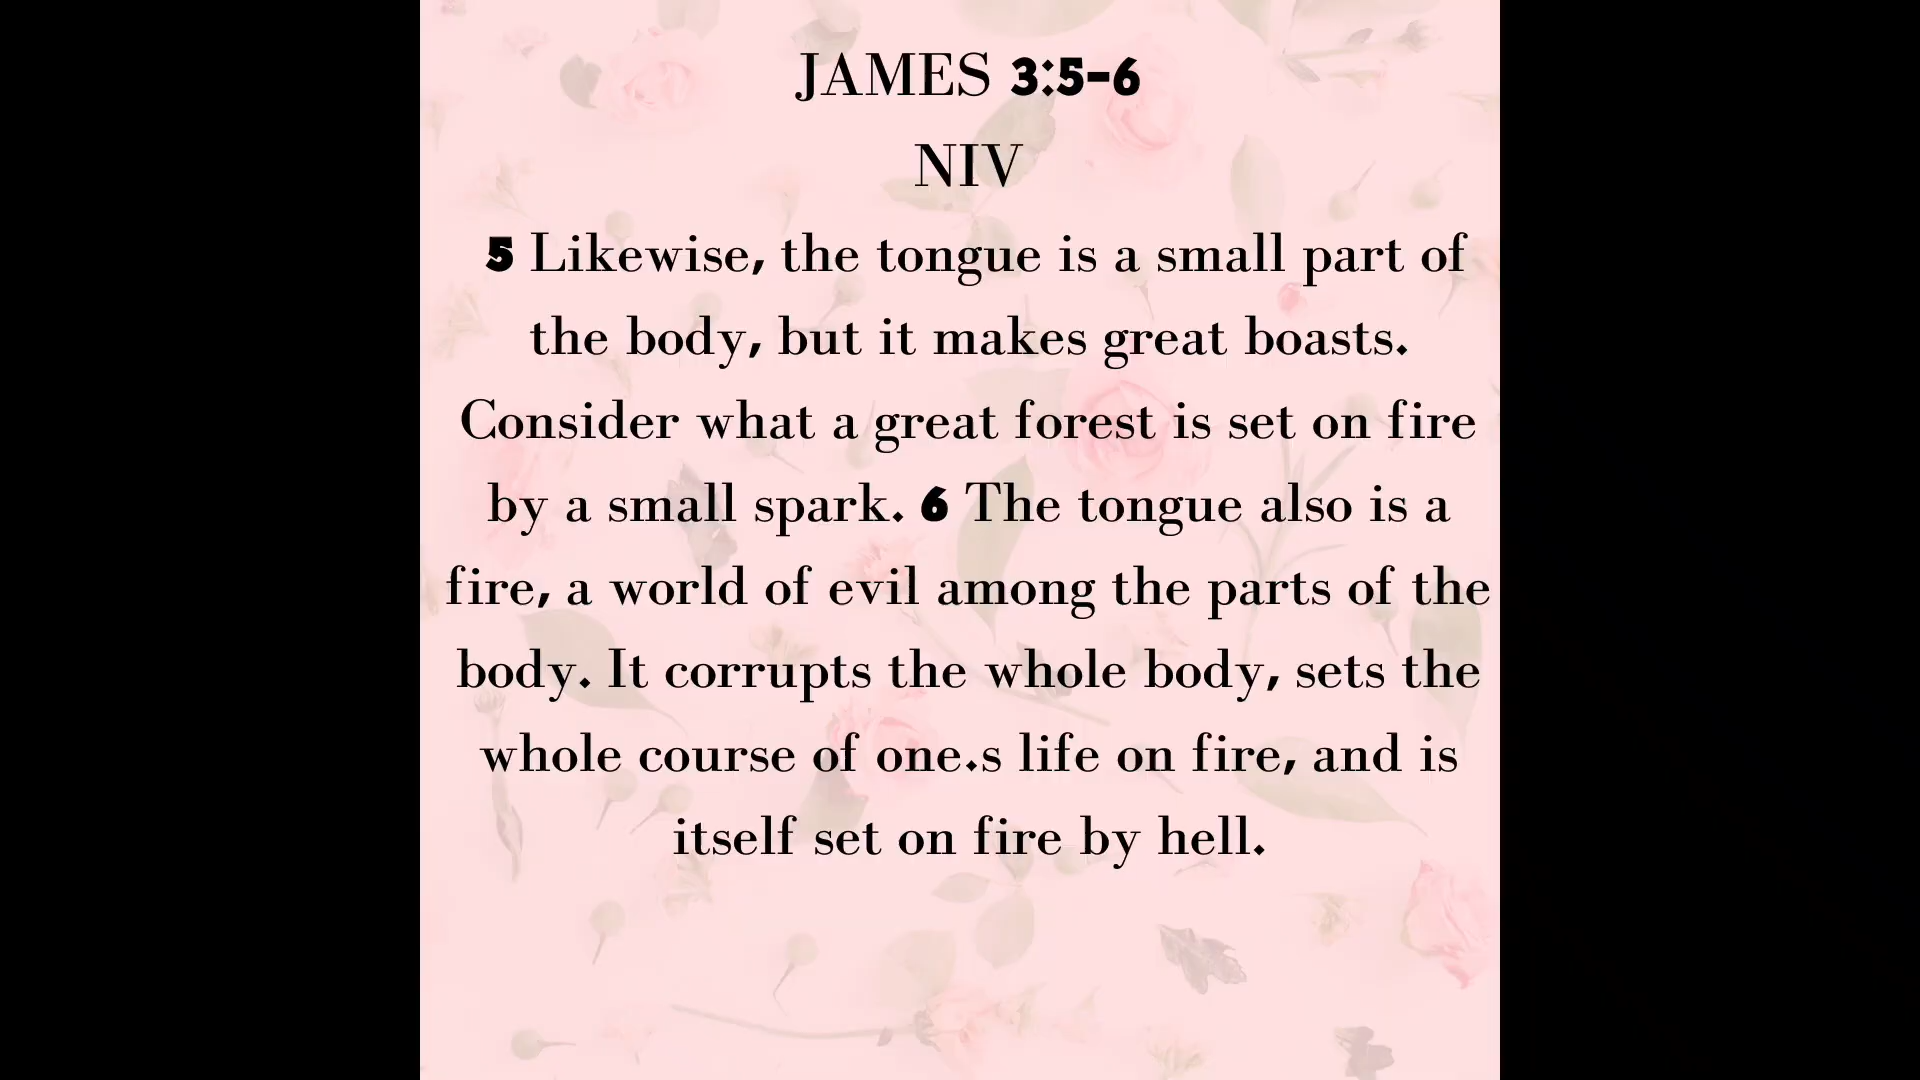 JAMES 3:5-6
NIV
5 Likewise, the tongue is a small part of
the body, but it makes great boasts.
Consider what a great forest is set on fire
by a small spark. 6 The tongue also is a
fire, a world of evil among the parts of the
body. It corrupts the whole body, sets the
whole course of one.s life on fire, and is
itself set on fire by hell.